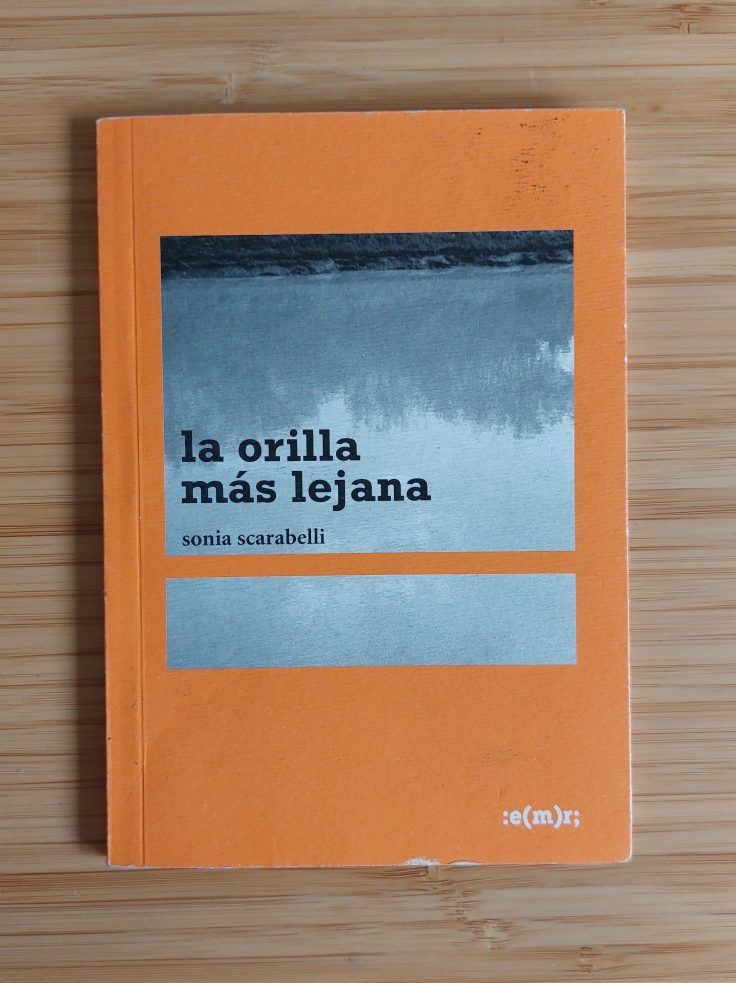 la orilla
más lejana
sonia scarabelli
:e(m)r;